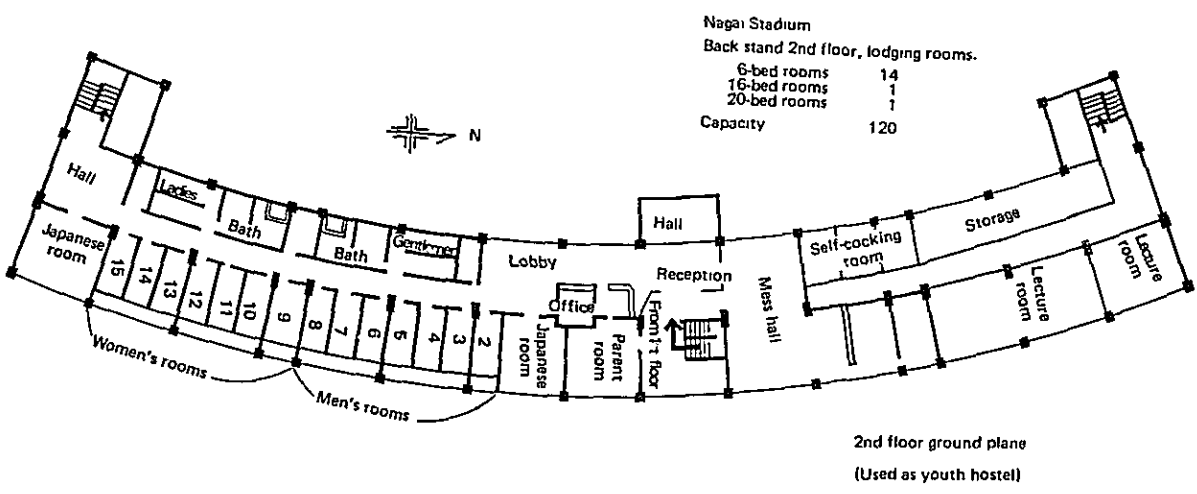 Nagai Stadium
Back stand 2nd floor, lodging rooms.
6-bed rooms 14
16-bed rooms 1
20-bed rooms 1
Capacity 120
N
Hall
Ladies
Bath
Bath
Gentlemen
Lobby
Hall
Reception
Self-cocking
room
Storage
Japanese
room
15
14
13
12
11
10
9
8
7
6
5
4
3
2
Japanese
room
Office
Parent
room
From 1't floor
Mess hall
Lecture
room
Lecture
room
Women's rooms
Men's rooms
2nd floor ground plane
(Used as youth hostel)